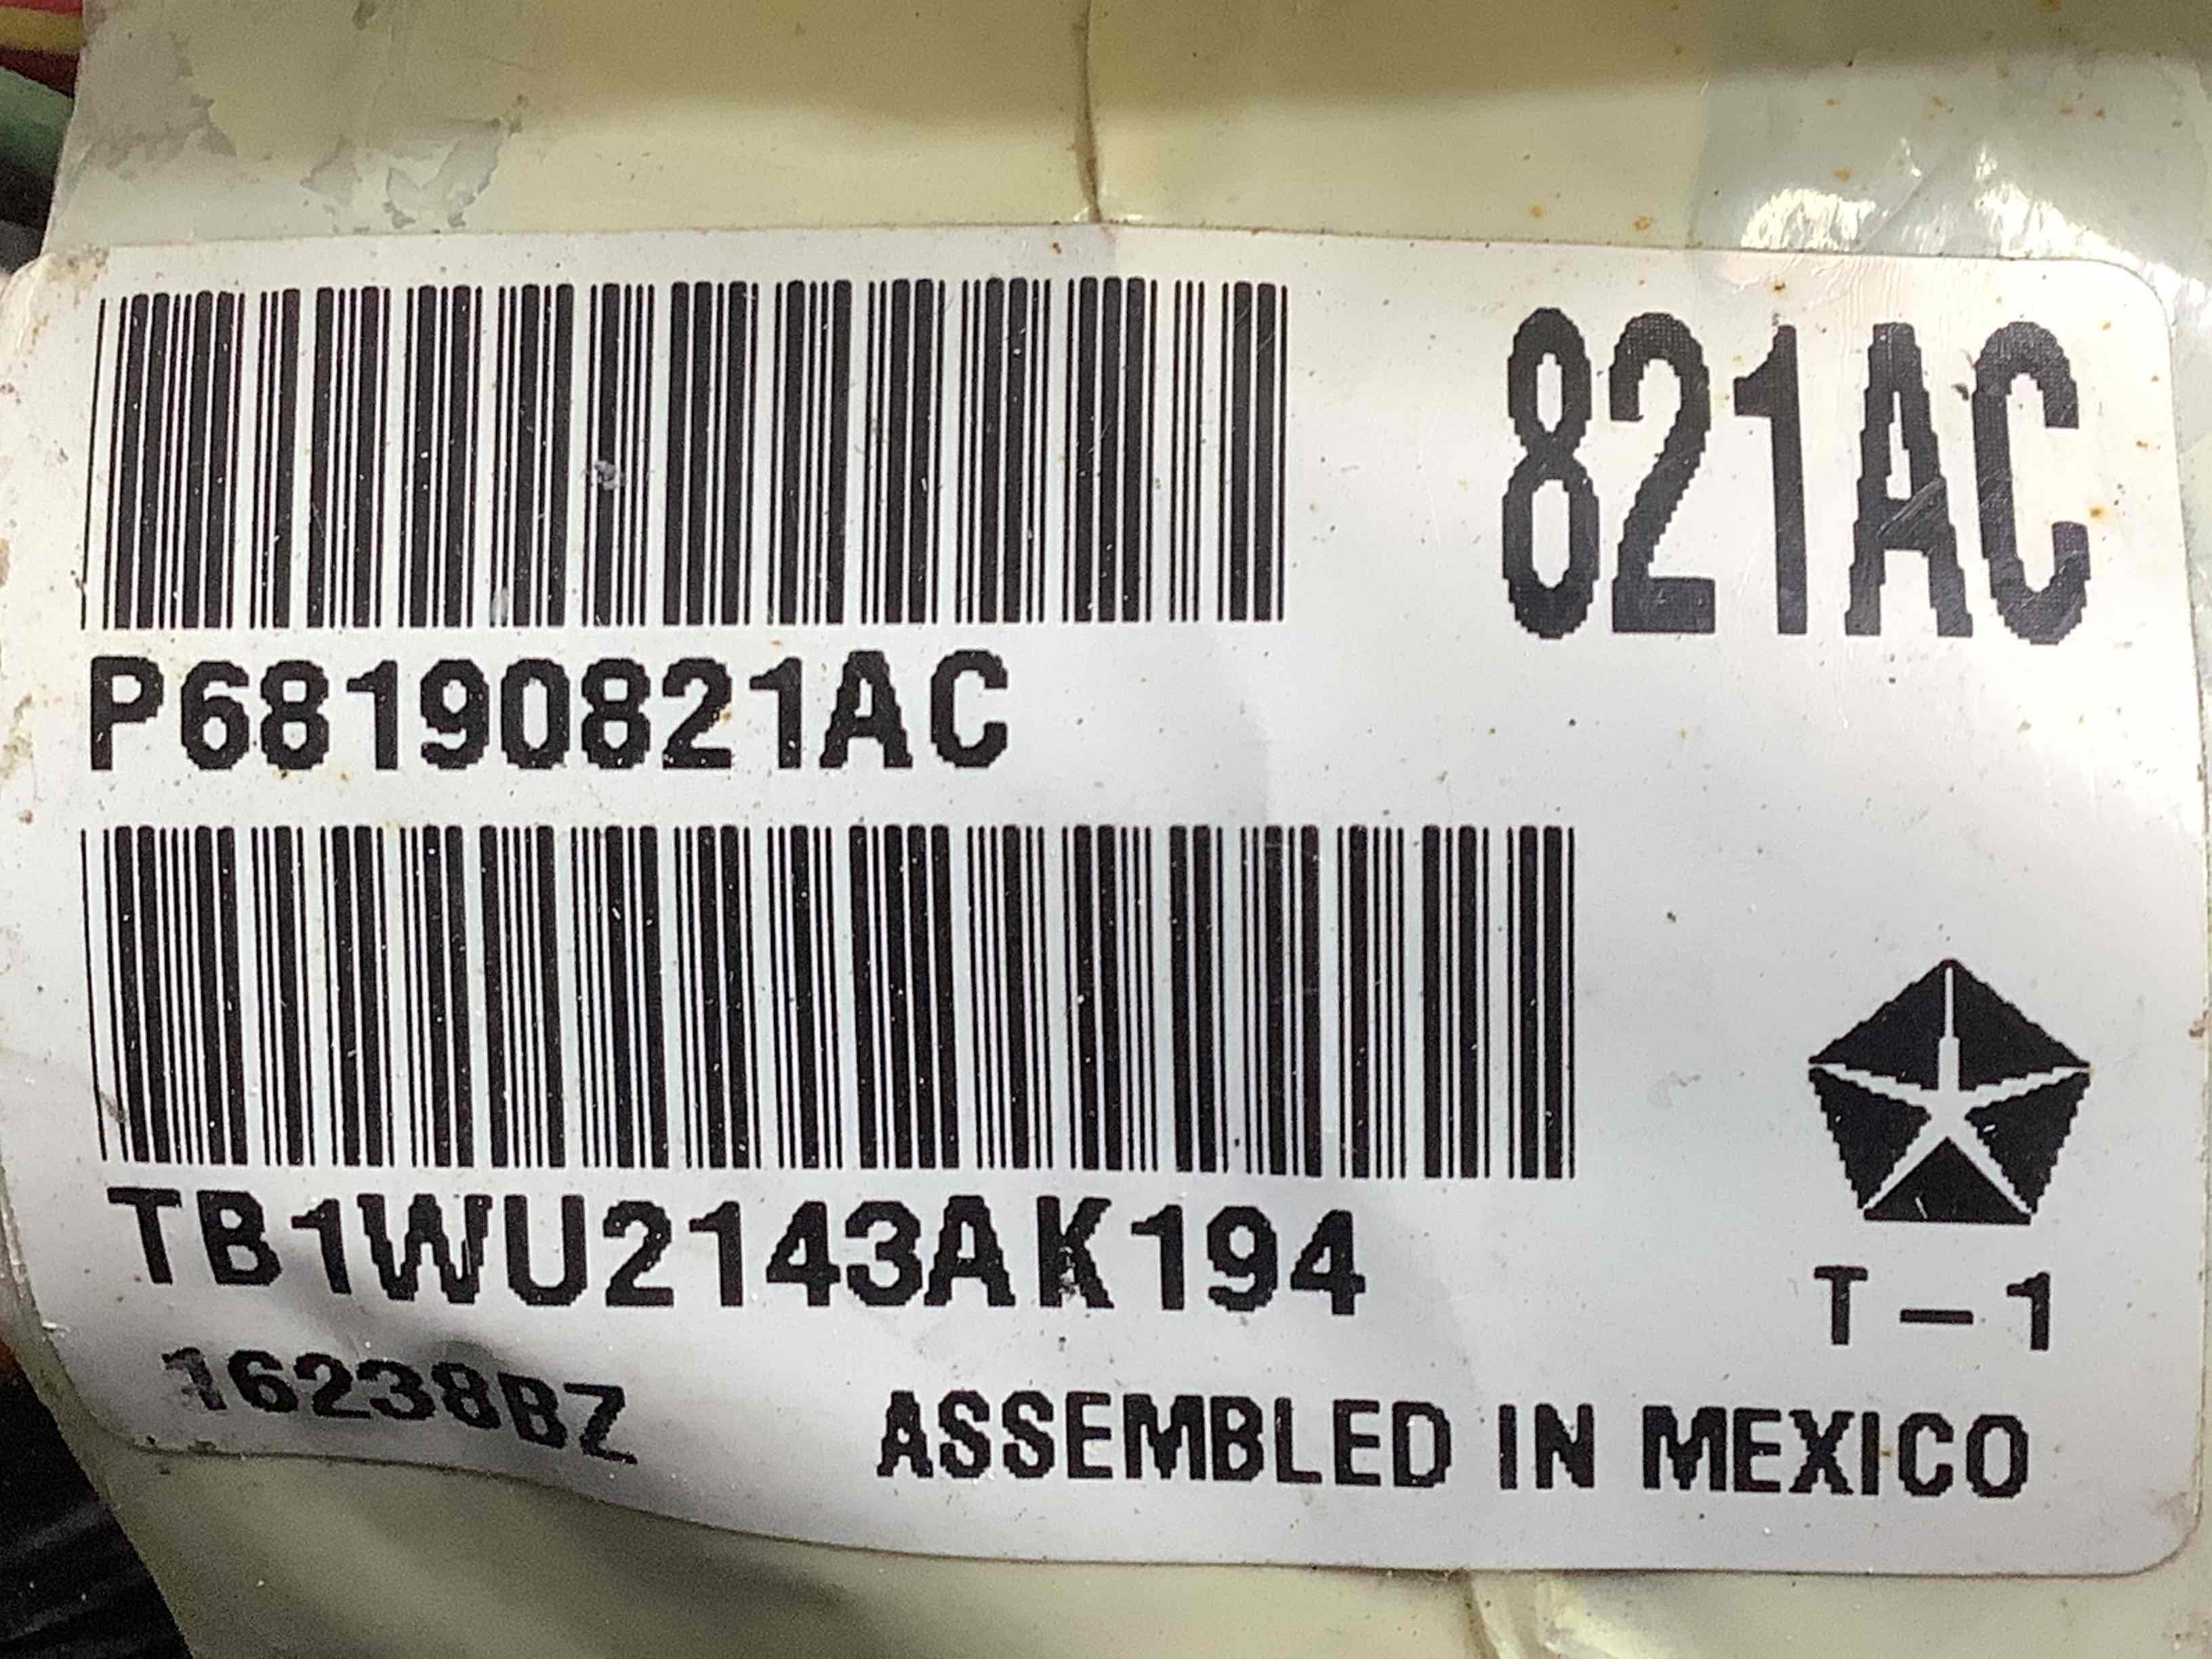 821AC
P68190821AC
TB1WU2143AK194
T-1
16238BZ
ASSEMBLED IN MEXICO